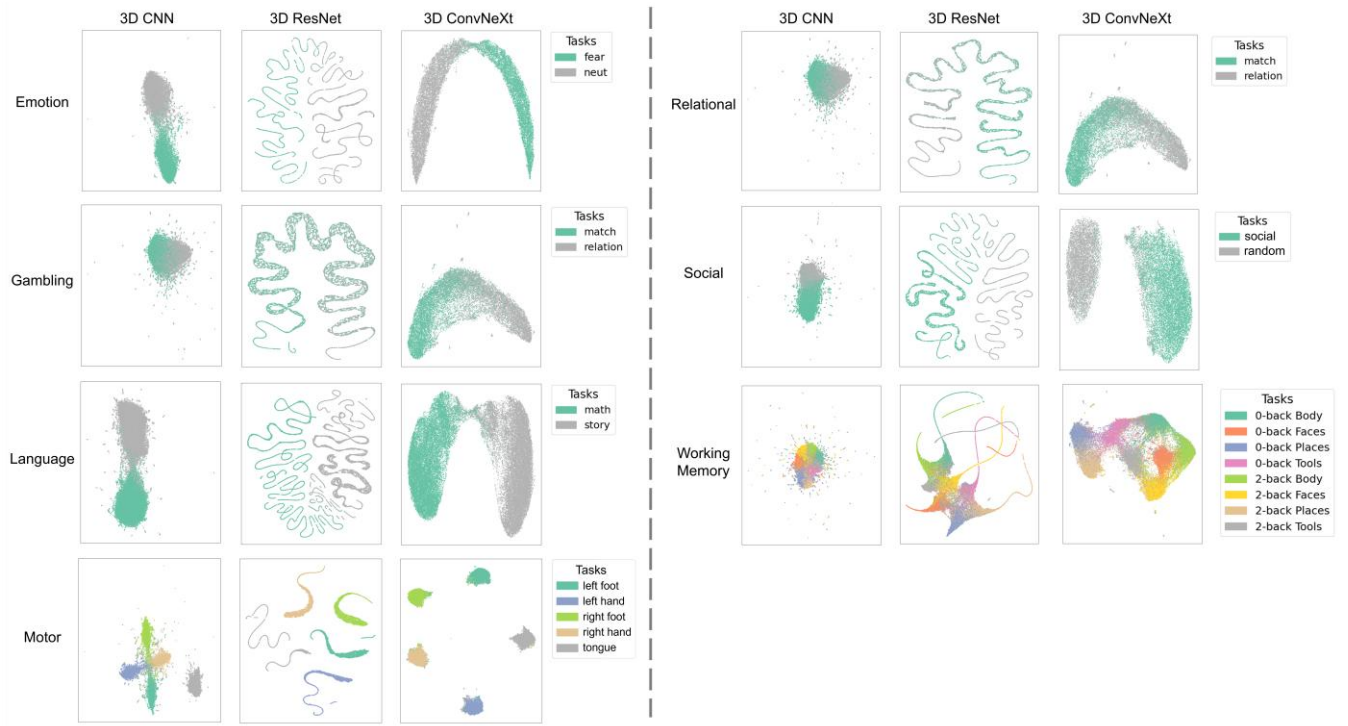 3D CNN
3D ResNet
3D ConvNeXt
Emotion
Tasks
fear
neut
Gambling
Tasks
match
relation
Language
Tasks
math
story
Motor
Tasks
left foot
left hand
right foot
right hand
tongue
3D CNN
3D ResNet
3D ConvNeXt
Relational
Tasks
match
relation
Social
Tasks
social
random
Working
Memory
Tasks
0-back Body
0-back Faces
0-back Places
0-back Tools
2-back Body
2-back Faces
2-back Places
2-back Tools